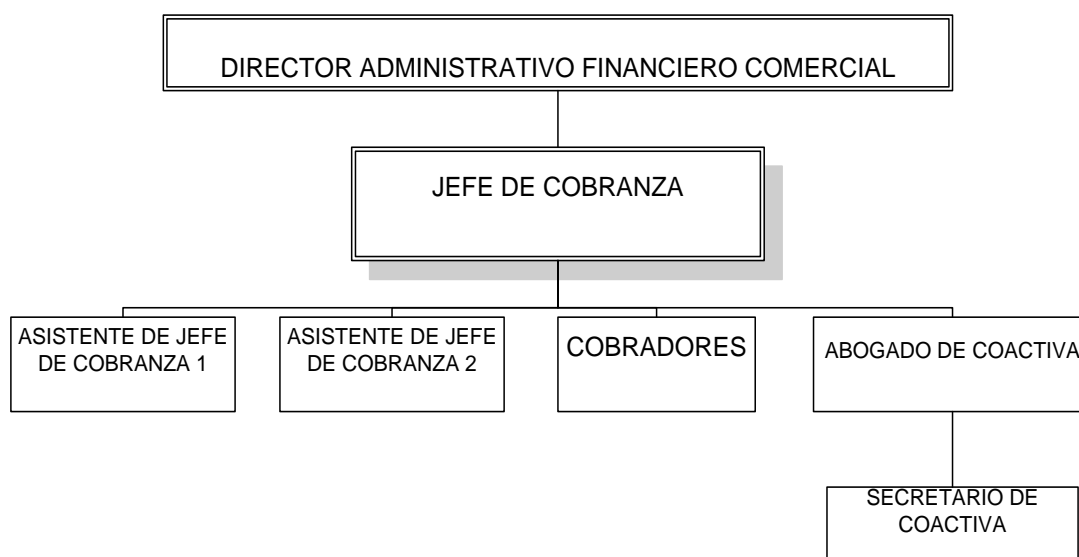 DIRECTOR ADMINISTRATIVO FINANCIERO COMERCIAL
JEFE DE COBRANZA
ASISTENTE DE JEFE
DE COBRANZA 1
ASISTENTE DE JEFE
DE COBRANZA 2
COBRADORES
ABOGADO DE COACTIVA
SECRETARIO DE
COACTIVA